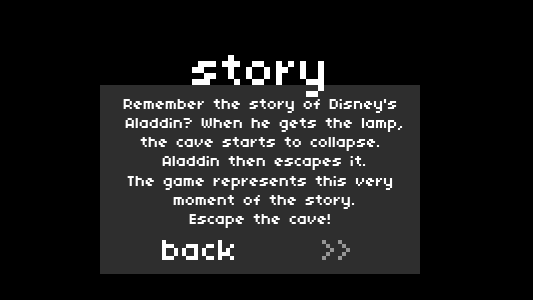 story
Remember the story of Disney's
Aladdin? When he gets the lamp,
the cave starts to collapse.
Aladdin then escapes it.
The game represents this very
moment of the story.
Escape the cave!
back >>